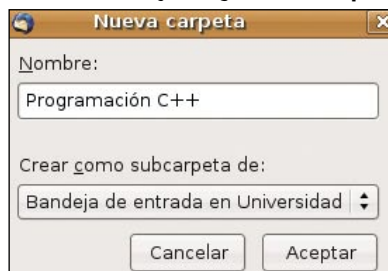 Nueva carpeta
Nombre:
Programación C++
Crear como subcarpeta de:
Bandeja de entrada en Universidad
Cancelar Aceptar